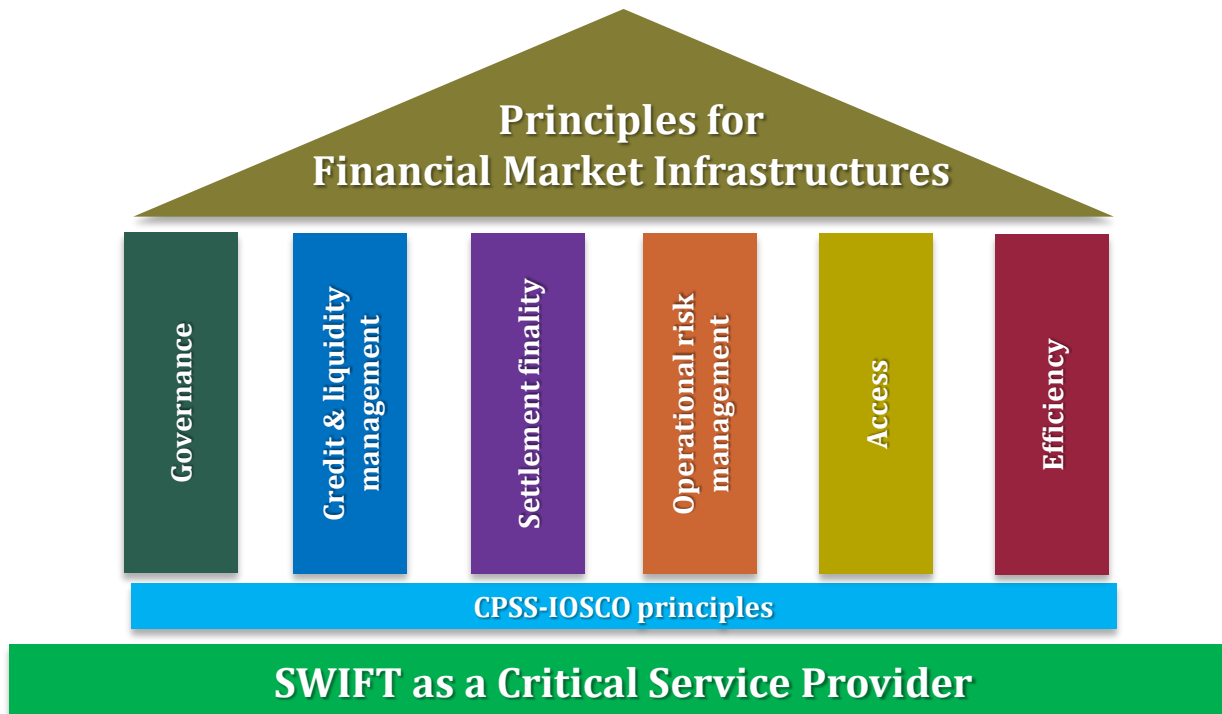 Principles for
Financial Market Infrastructures
Governance
Credit & liquidity
management
Settlement finality
Operational risk
management
Access
Efficiency
CPSS-IOSCO principles
SWIFT as a Critical Service Provider